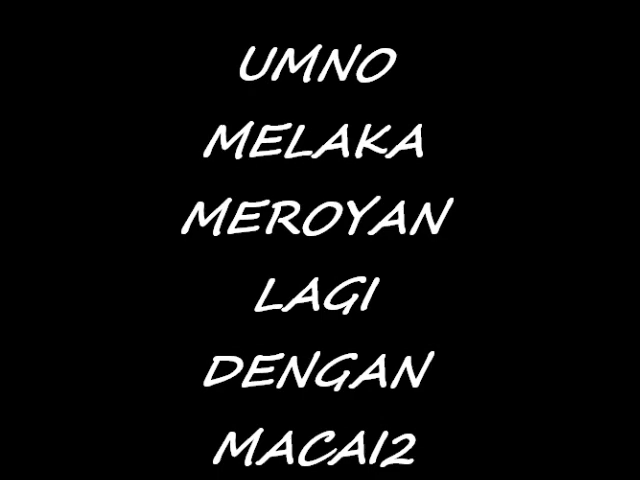 UMNO
MELAKA
MEROYAN
LAGI
DENGAN
MACAI2